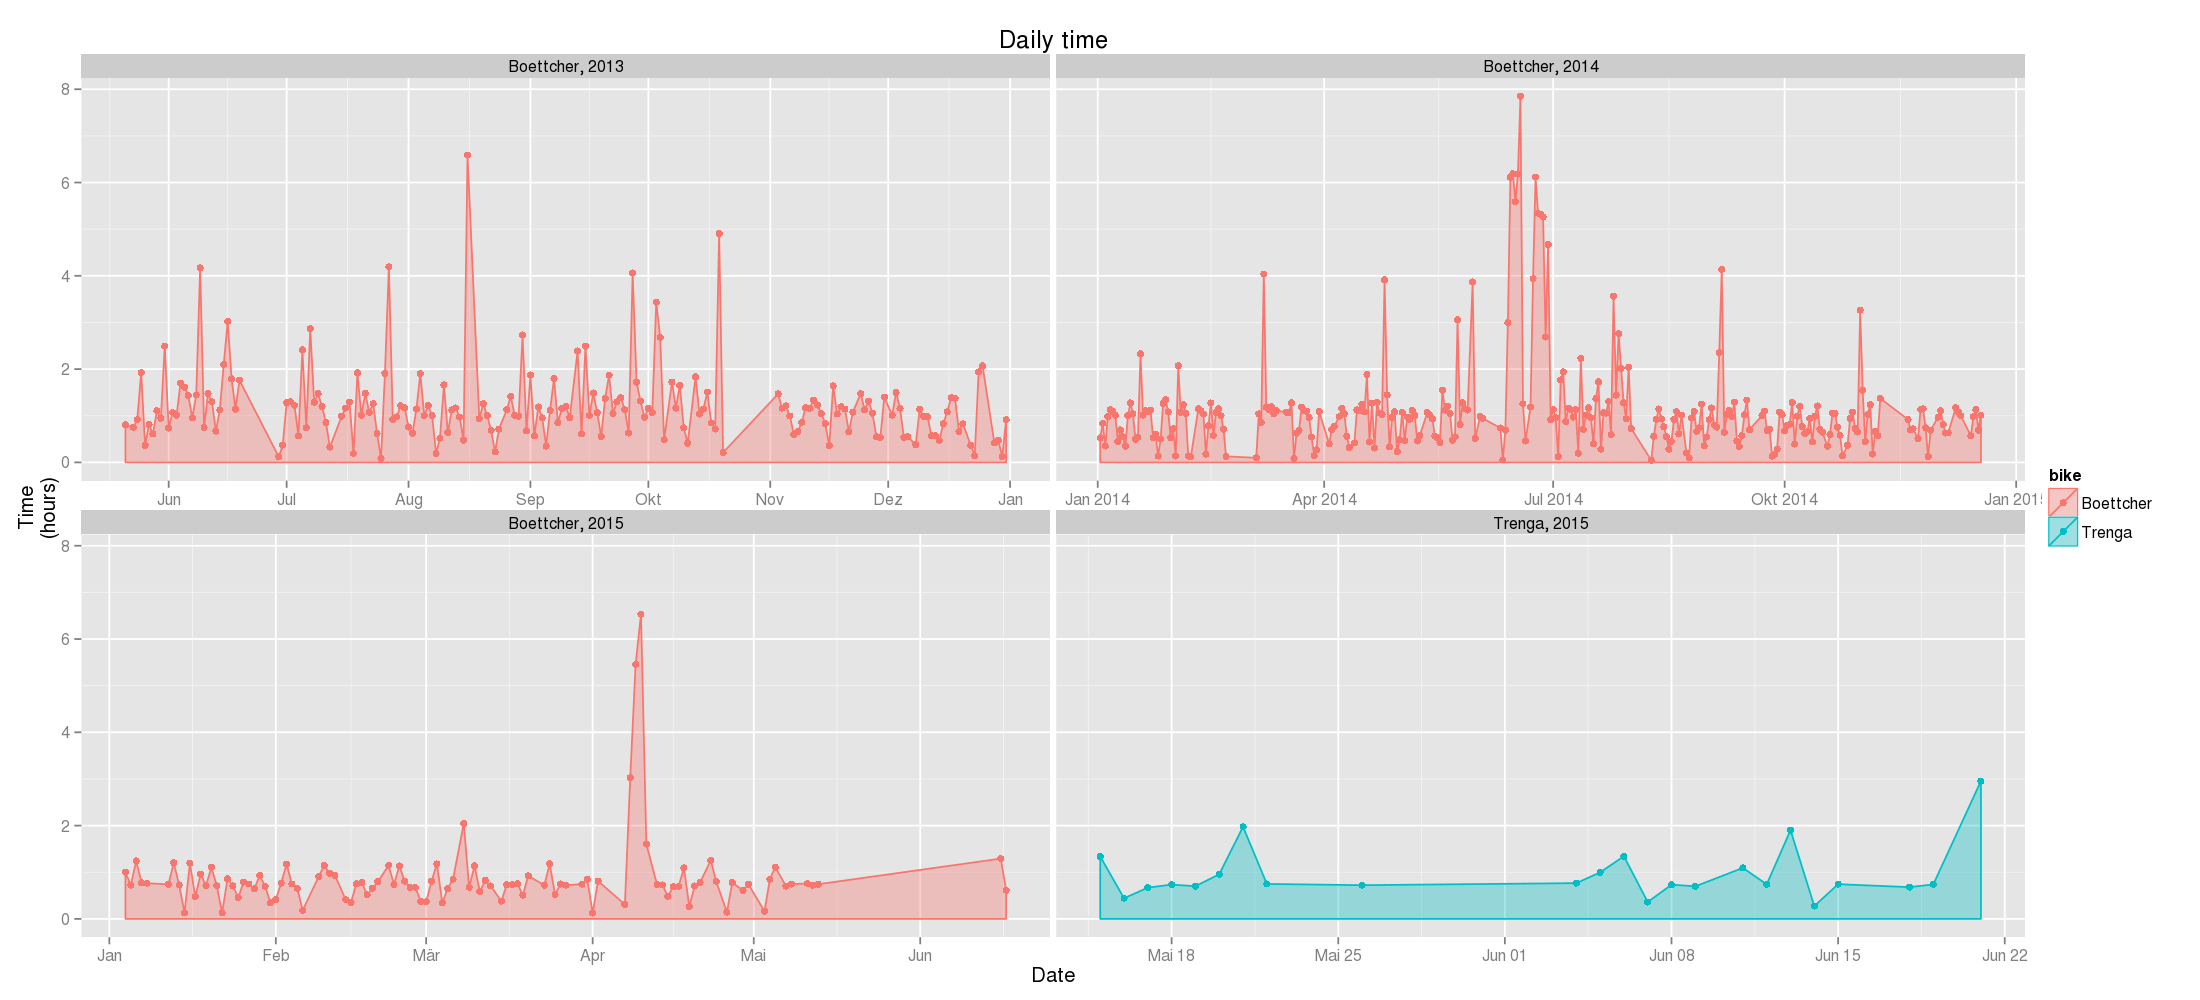 Daily time
Boettcher, 2013
Boettcher, 2014
8
6
4
2
0
Jun Jul Aug Sep Okt Nov Dez Jan
Jan 2014 Apr 2014 Jul 2014 Okt 2014 Jan 201
Time
(hours)
Boettcher, 2015
Trenga, 2015
8
6
4
2
0
Jan Feb Mär Apr Mai Jun
Mai 18 Mai 25 Jun 01 Jun 08 Jun 15 Jun 22
Date
bike
Boettcher
Trenga